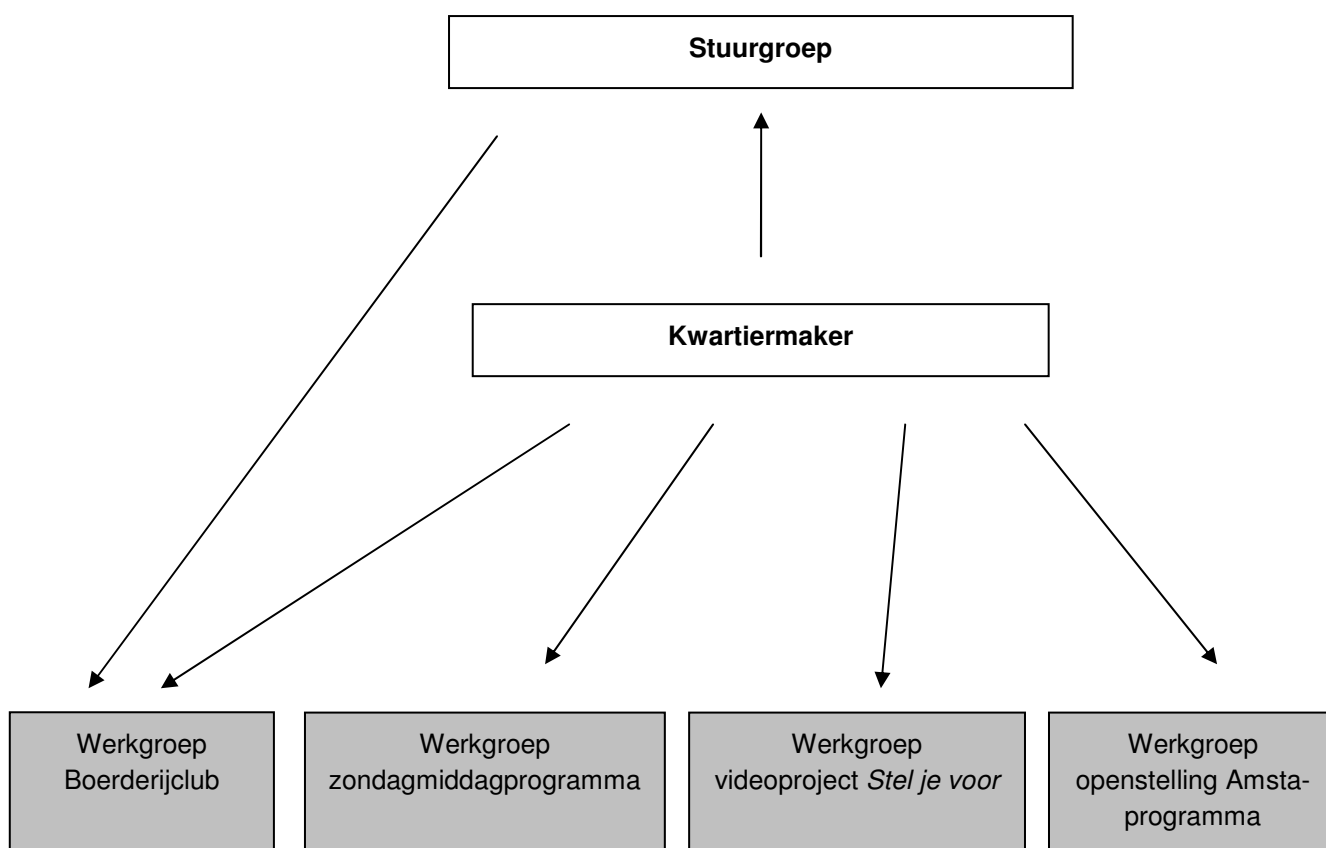 Stuurgroep
Kwartiermaker
Werkgroep
Boerderijclub
Werkgroep
zondagmiddagprogramma
Werkgroep
videoproject Stel je voor
Werkgroep
openstelling Amsta-
programma